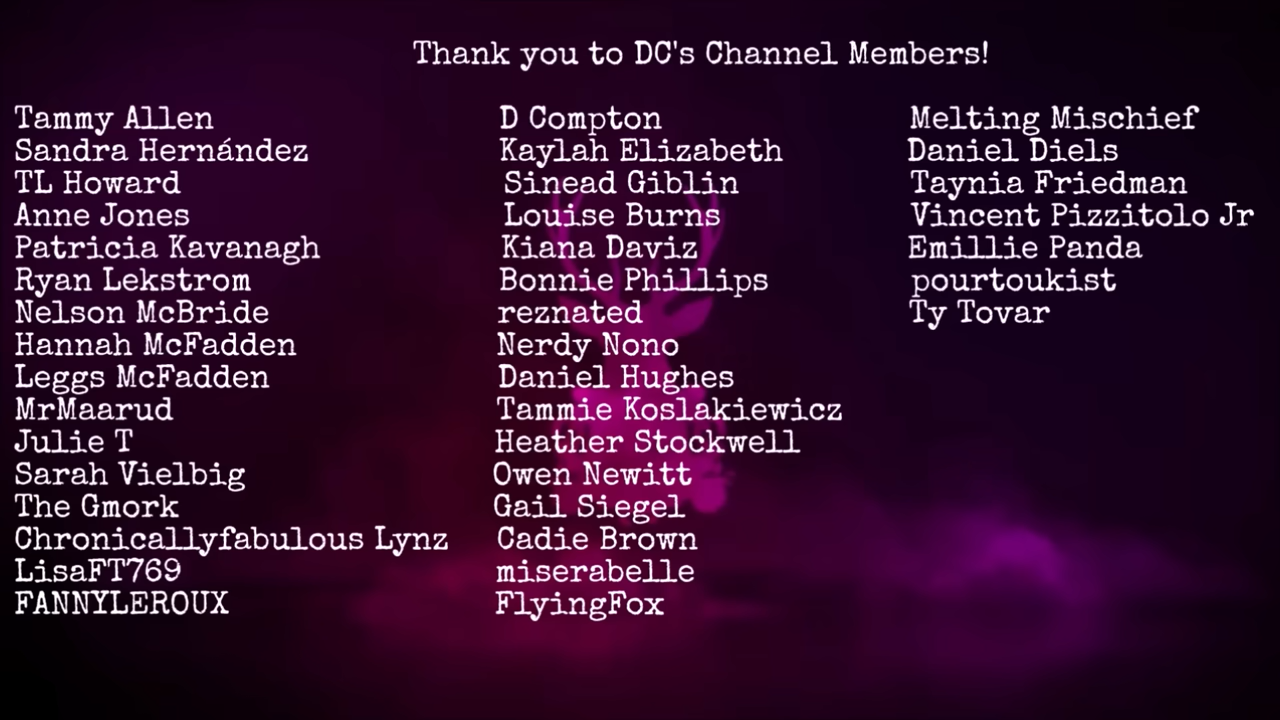 Thank you to DC's Channel Members!
Tammy Allen
Sandra Hernández
TL Howard
Anne Jones
Patricia Kavanagh
Ryan Lekstrom
Nelson McBride
Hannah McFadden
Leggs McFadden
MrMaarud
Julie T
Sarah Vielbig
The Gmork
Chronicallyfabulous Lynz
LisaFT769
FANNYLEROUX
D Compton
Kaylah Elizabeth
Sinead Giblin
Louise Burns
Kiana Daviz
Bonnie Phillips
reznated
Nerdy Nono
Daniel Hughes
Tammie Koslakiewicz
Heather Stockwell
Owen Newitt
Gail Siegel
Cadie Brown
miserabelle
FlyingFox
Melting Mischief
Daniel Diels
Taynia Friedman
Vincent Pizzitolo Jr
Emillie Panda
pourtoukist
Ty Tovar